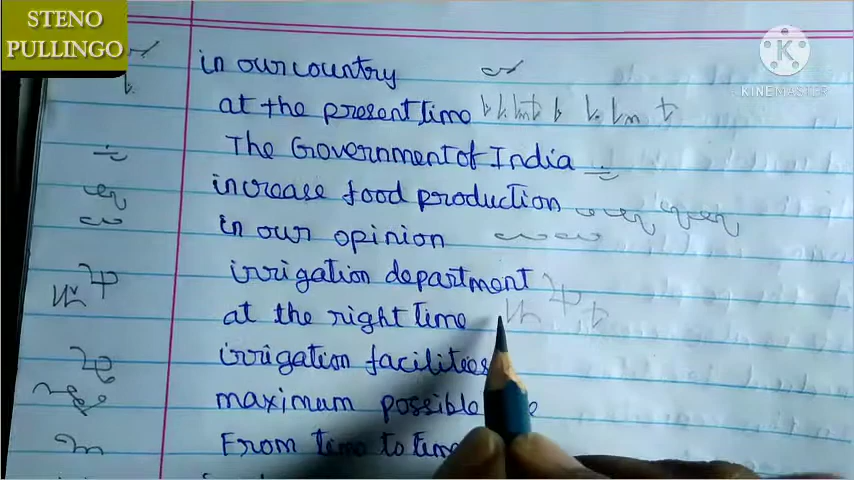 STENO
PULLINGO
KINEMASTER
in our country
at the present time
The Government of India
increase food production
in our opinion
irrigation department
at the right time
irrigation facilities
maximum possible
From time to time